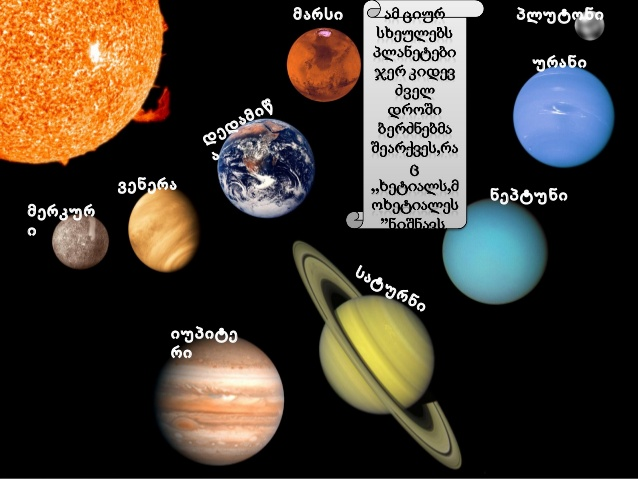 მარსი
ამ ციურ
სხეულებს
პლანეტები
ჯერ კიდევ
ძველ
დროში
ბერძნებმა
შეარქვეს,რა
ც
,,ხეტიალს,მ
ოხეტიალეს
”ნიშნავს
პლუტონი
ურანი
დედამიწ
ა
ვენერა
მერკურ
ი
ნეპტუნი
სატურნი
იუპიტე
რი